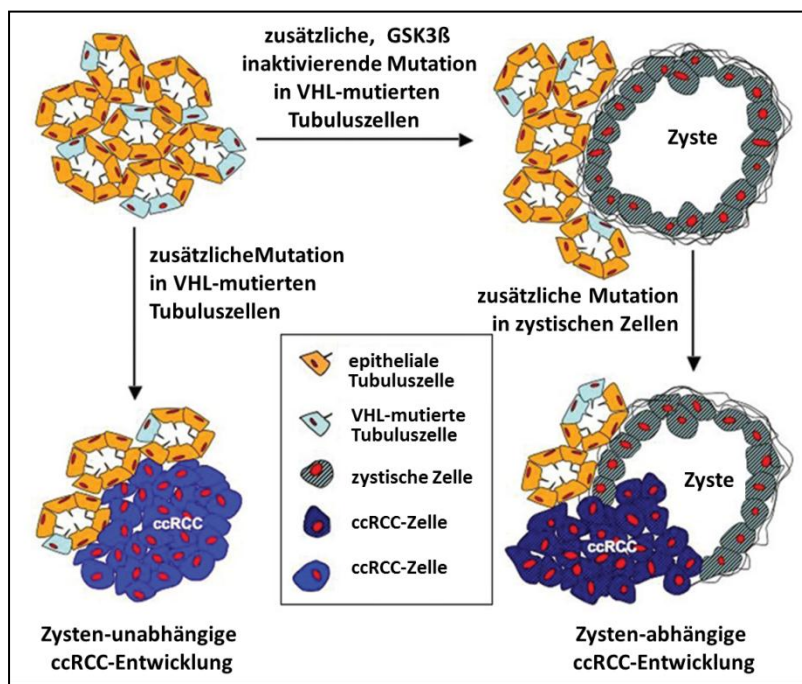 zusätzliche, GSK3ß
inaktivierende Mutation
in VHL-mutierten
Tubuluszellen
Zyste
zusätzlicheMutation
in VHL-mutierten
Tubuluszellen
zusätzliche Mutation
in zystischen Zellen
epitheliale
Tubuluszelle
VHL-mutierte
Tubuluszelle
zystische Zelle
ccRCC-Zelle
ccRCC-Zelle
ccRCC
Zyste
ccRCC
Zysten-unabhängige
ccRCC-Entwicklung
Zysten-abhängige
ccRCC-Entwicklung